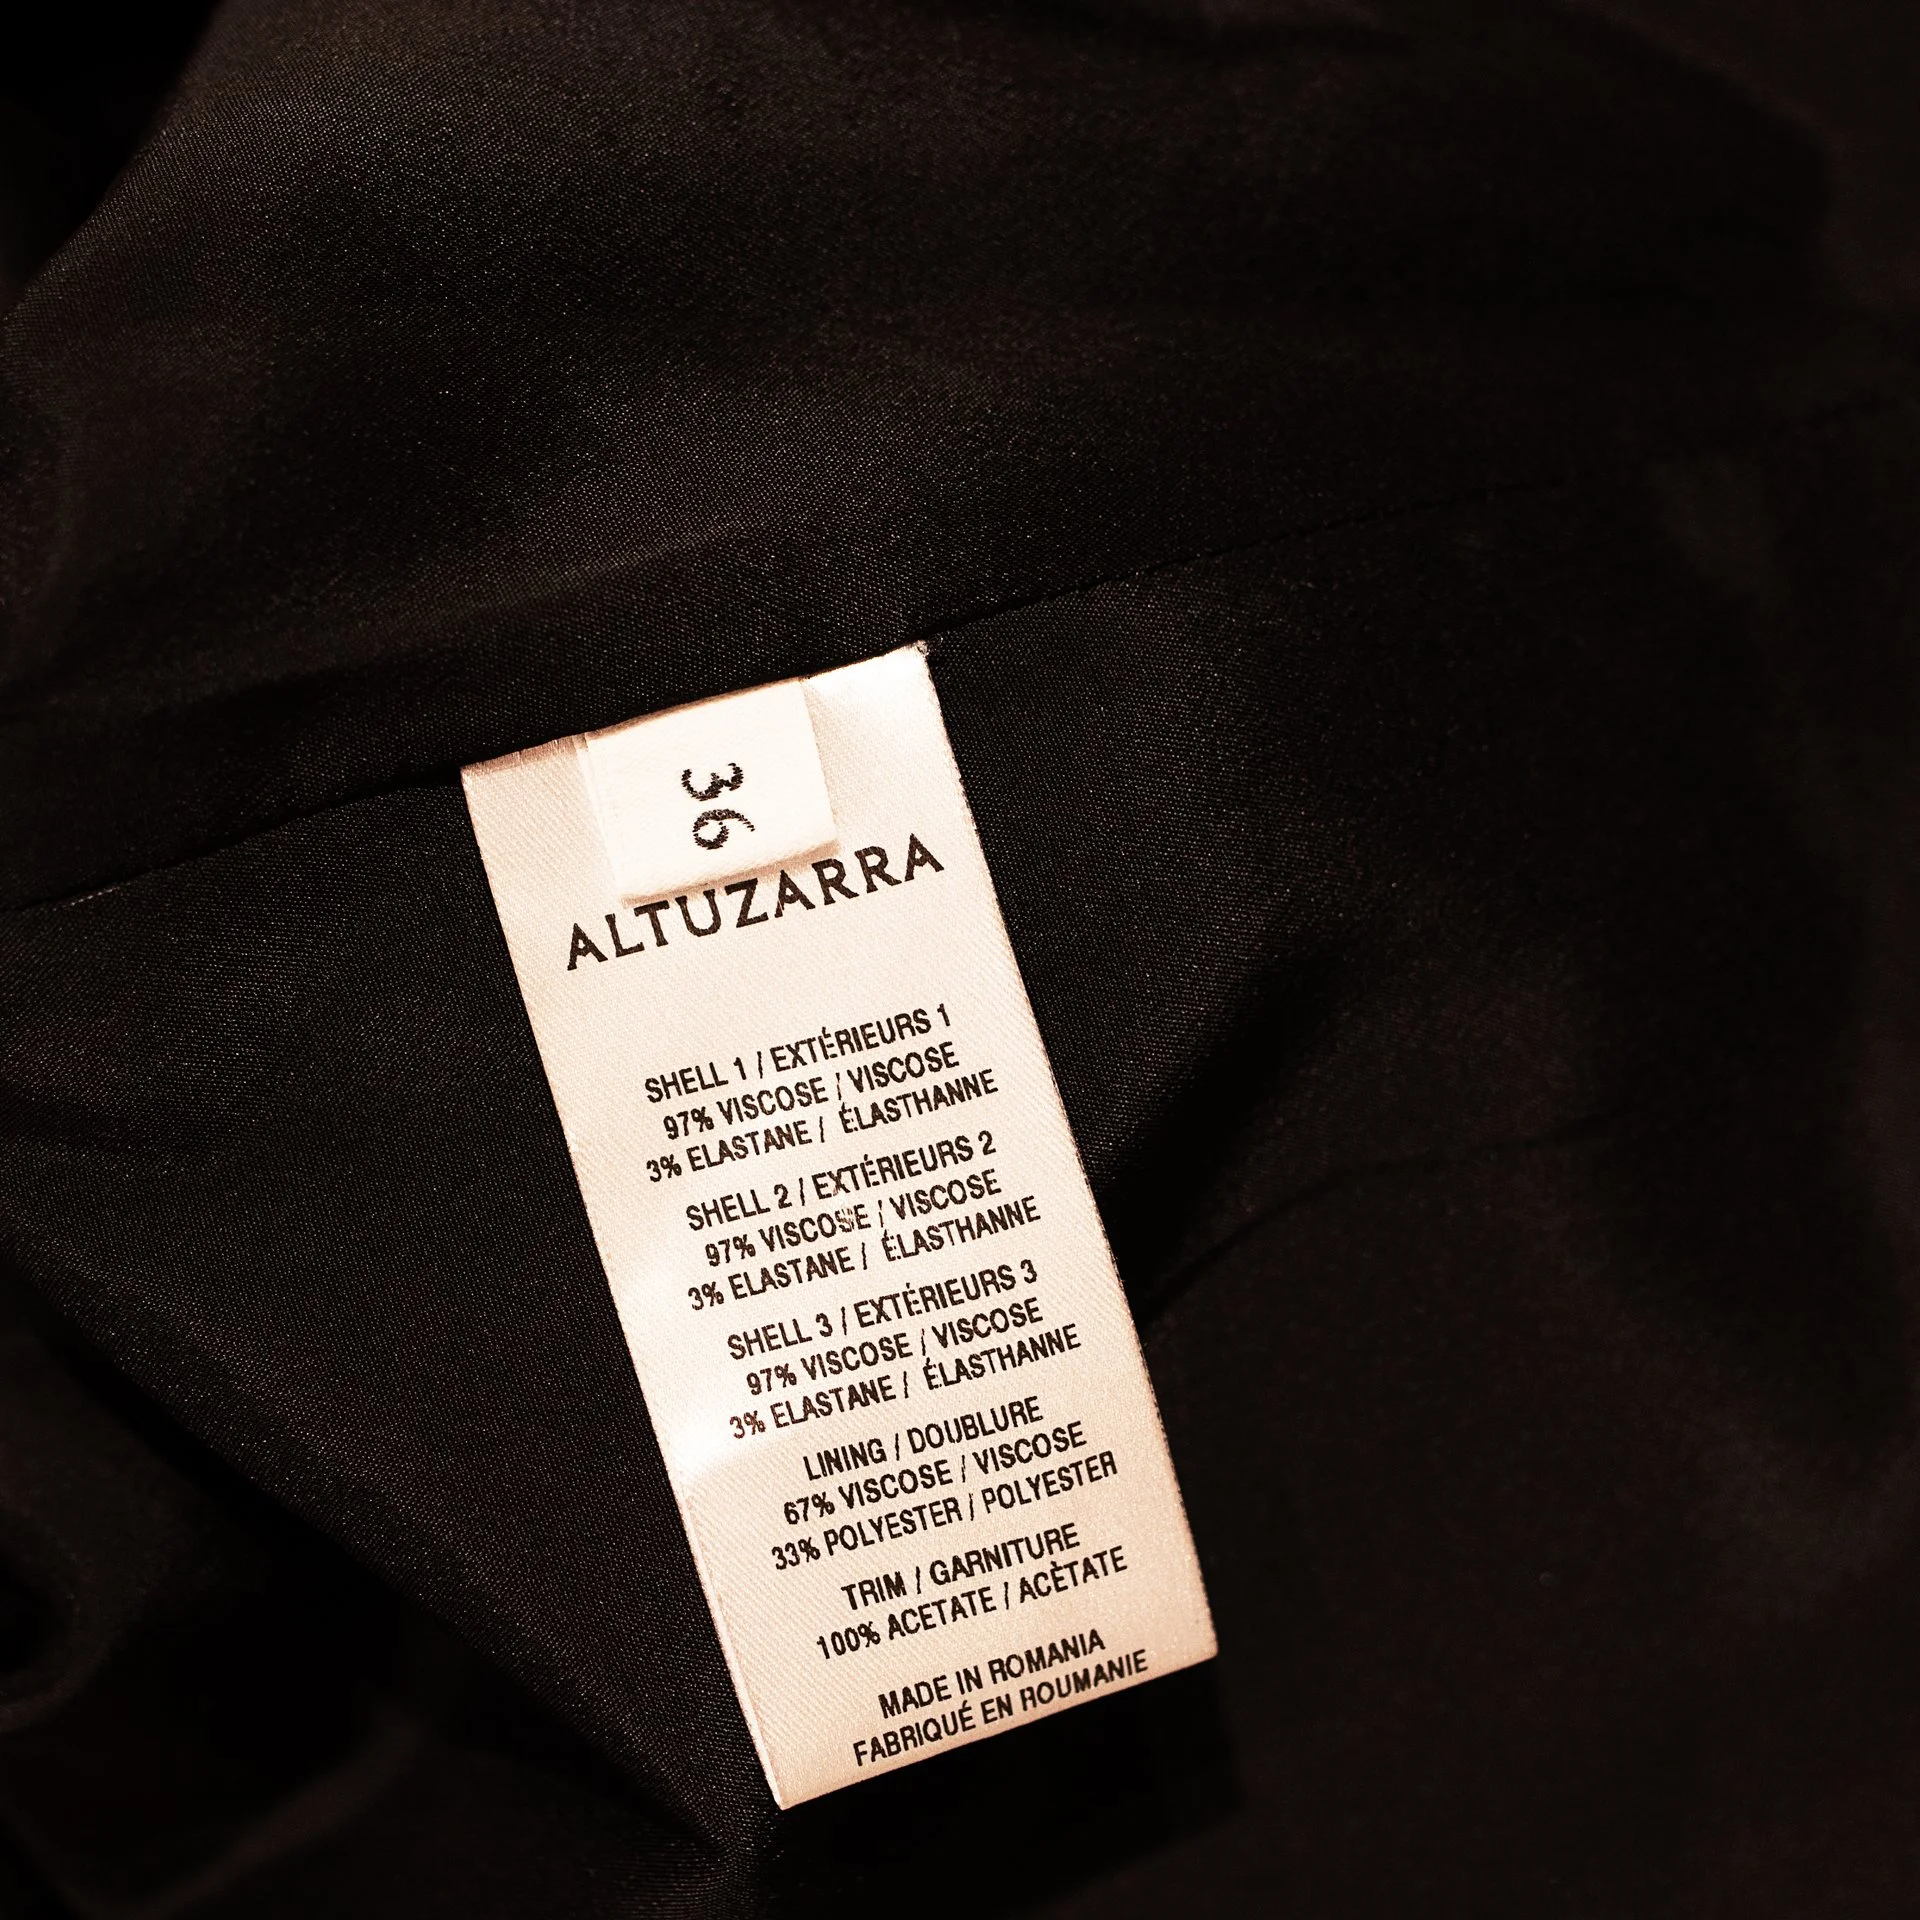 36
ALTUZARRA
SHELL 1 / EXTÉRIEURS 1
97% VISCOSE / VISCOSE
3% ELASTANE / ÉLASTHANNE
SHELL 2 / EXTÉRIEURS 2
97% VISCOSE / VISCOSE
3% ELASTANE / ÉLASTHANNE
SHELL 3 / EXTÉRIEURS 3
97% VISCOSE / VISCOSE
3% ELASTANE / ÉLASTHANNE
LINING / DOUBLURE
67% VISCOSE / VISCOSE
33% POLYESTER / POLYESTER
TRIM / GARNITURE
100% ACETATE / ACÈTATE
MADE IN ROMANIA
FABRIQUÉ EN ROUMANIE